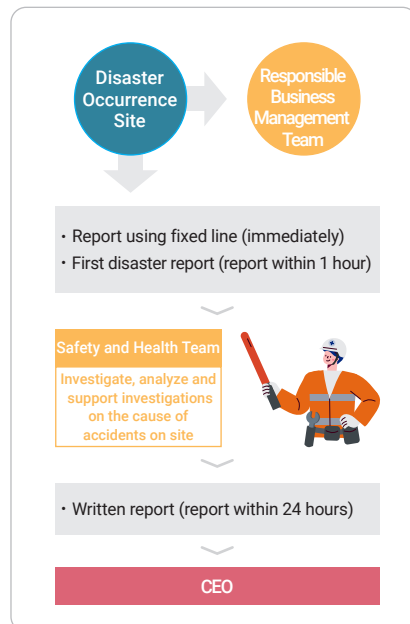 Disaster
Occurrence
Site
Responsible
Business
Management
Team
・Report using fixed line (immediately)
・First disaster report (report within 1 hour)
Safety and Health Team
Investigate, analyze and
support investigations
on the cause of
accidents on site
・Written report (report within 24 hours)
CEO